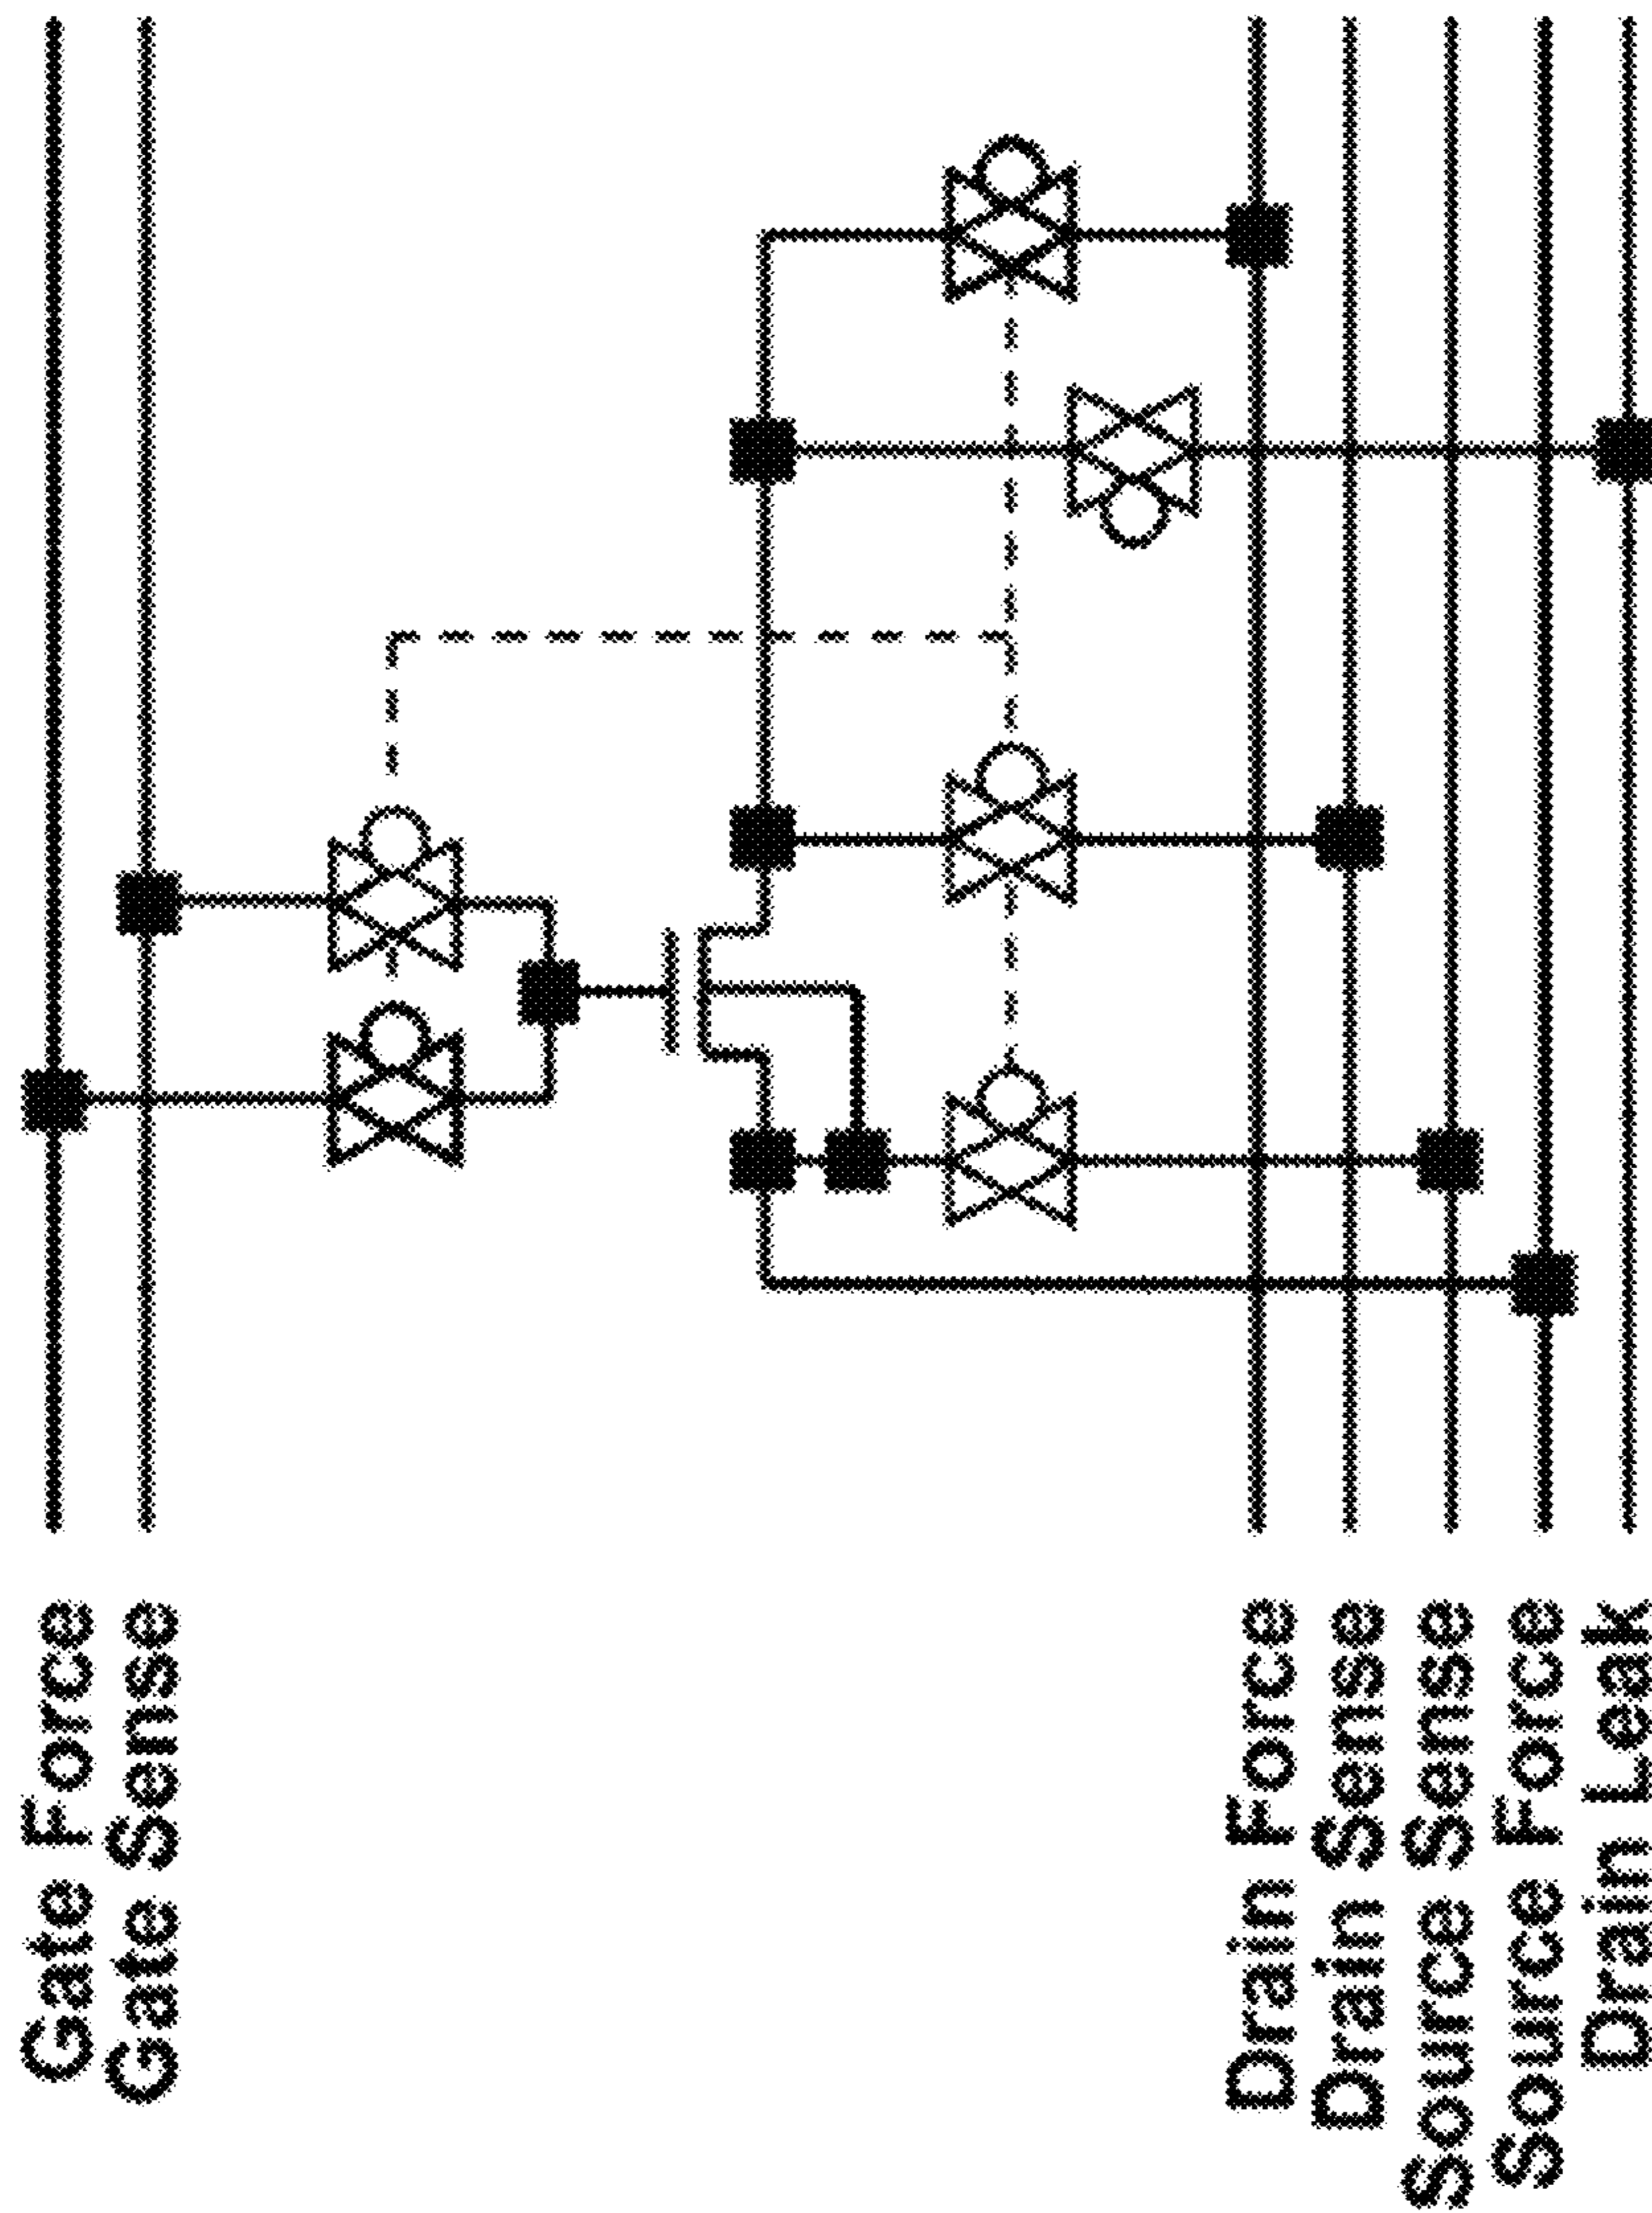 Gate Force
Gate Sense
Drain Force
Drain Sense
Source Sense
Source Force
Drain Leak